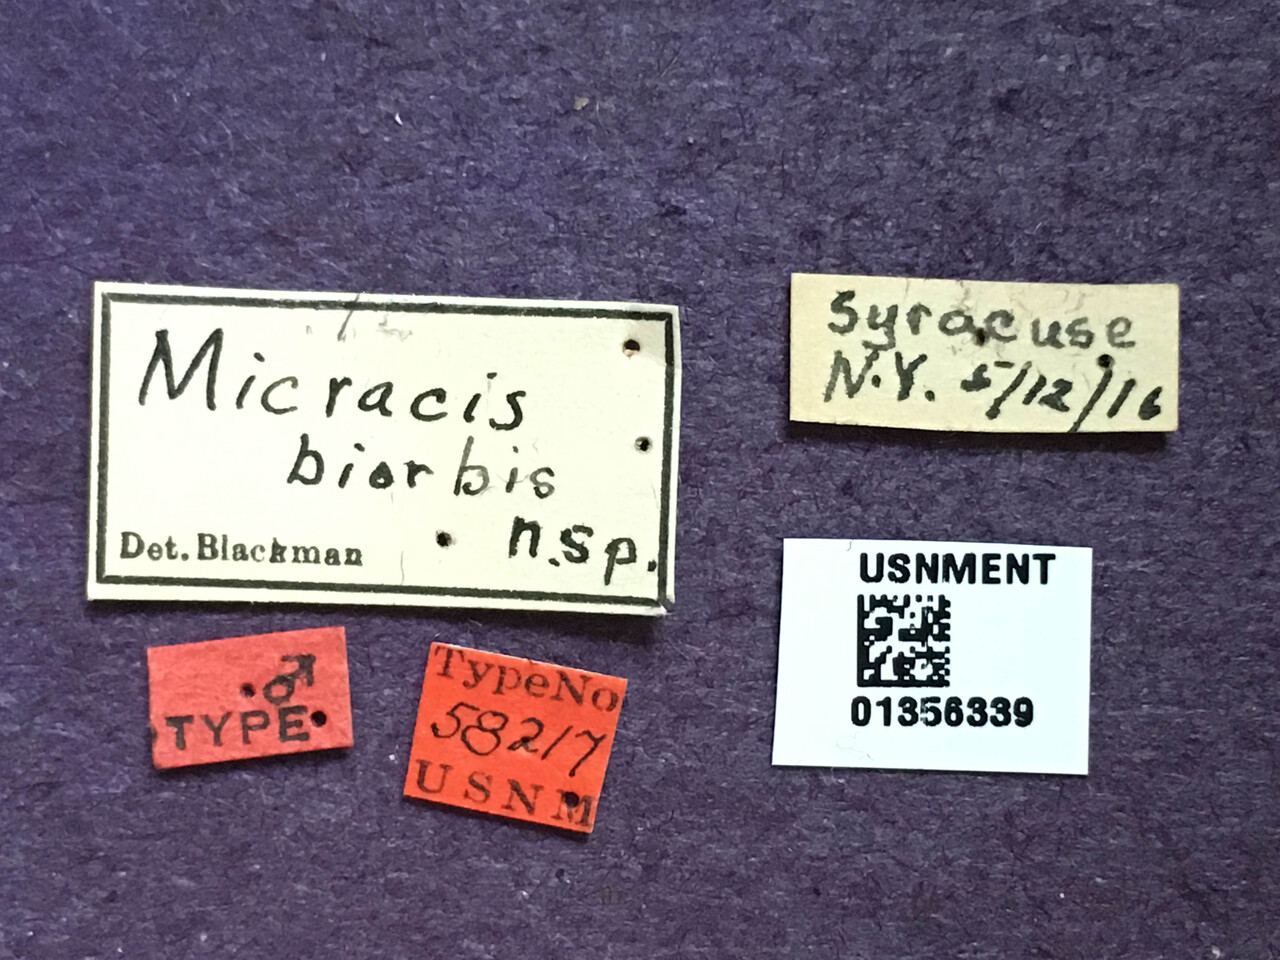 Micracis
biorbis
n.sp.
Det. Blackman
Syracuse
N.Y. 5/12/16
♂
TYPE
TypeNo
58217
USNM
USNMENT
01356339